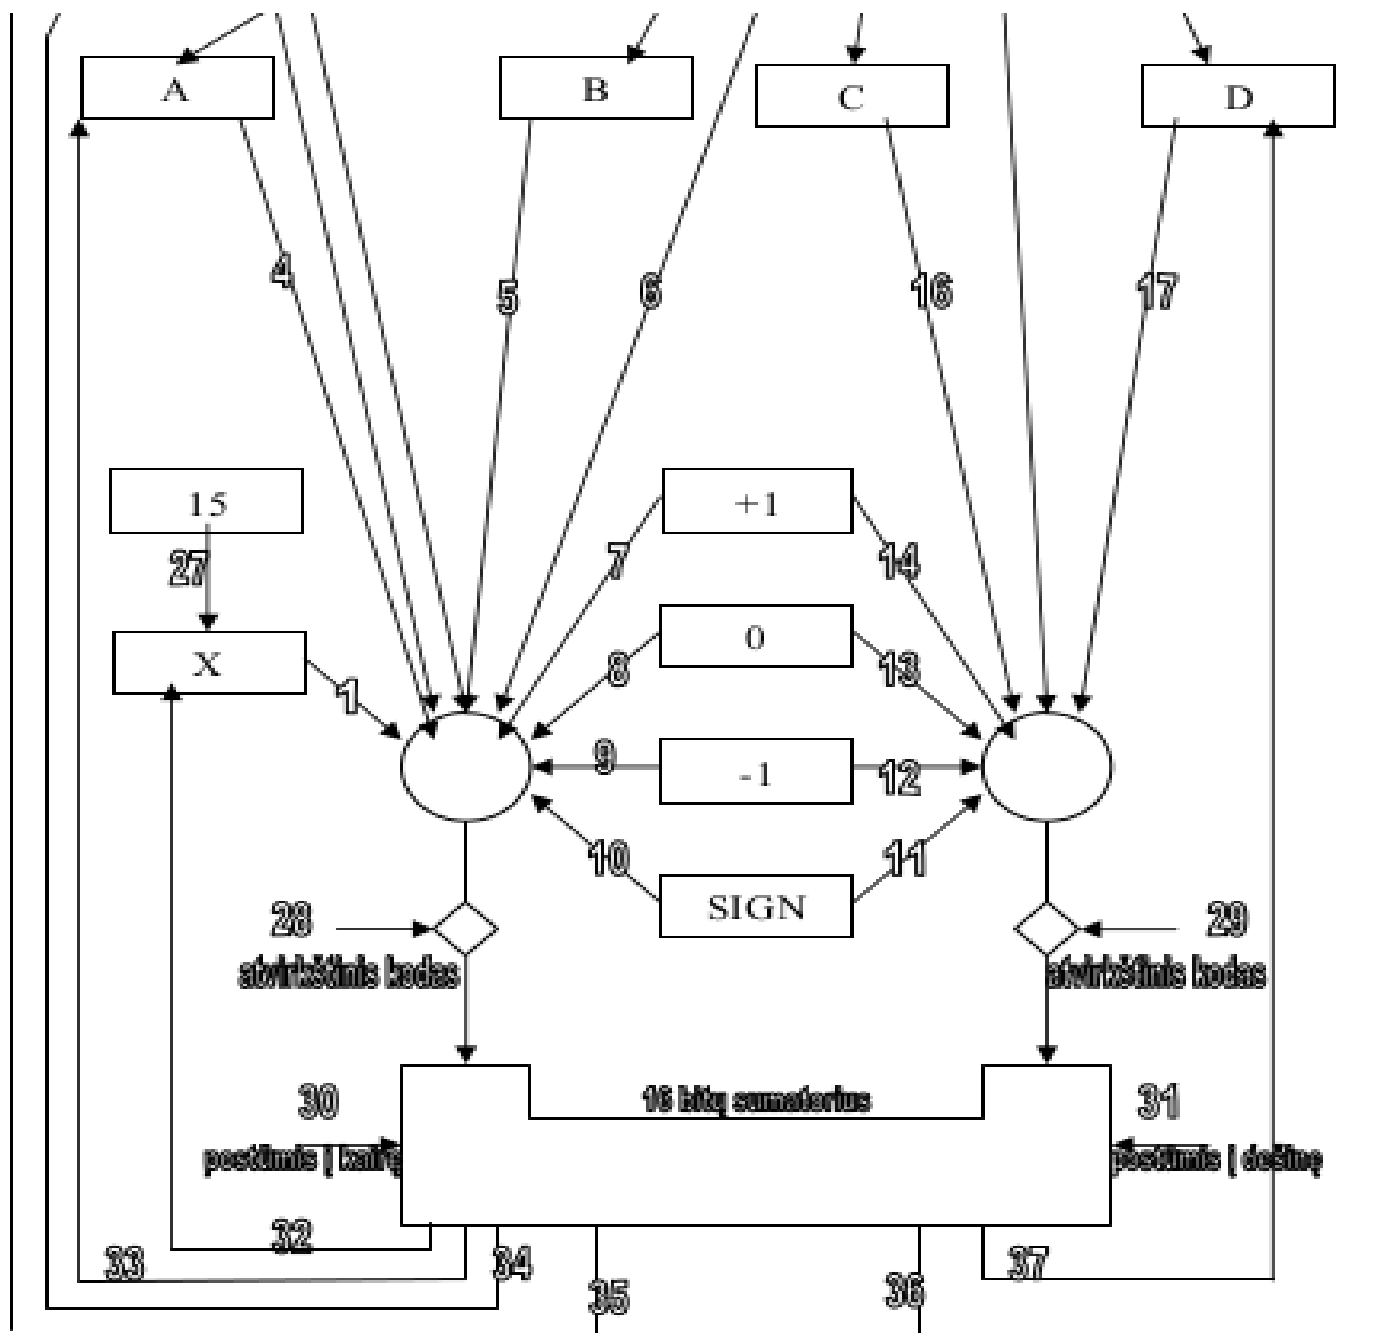 A
B
C
D
4
5
6
16
17
15
+1
27
7
14
X
0
1
8
13
9
-1
12
10
11
SIGN
28
29
atvirkštinis kodas
atvirkštinis kodas
30
16 bitų sumatorius
31
postūmis į kairę
postūmis į dešinę
32
33
34
37
35
36